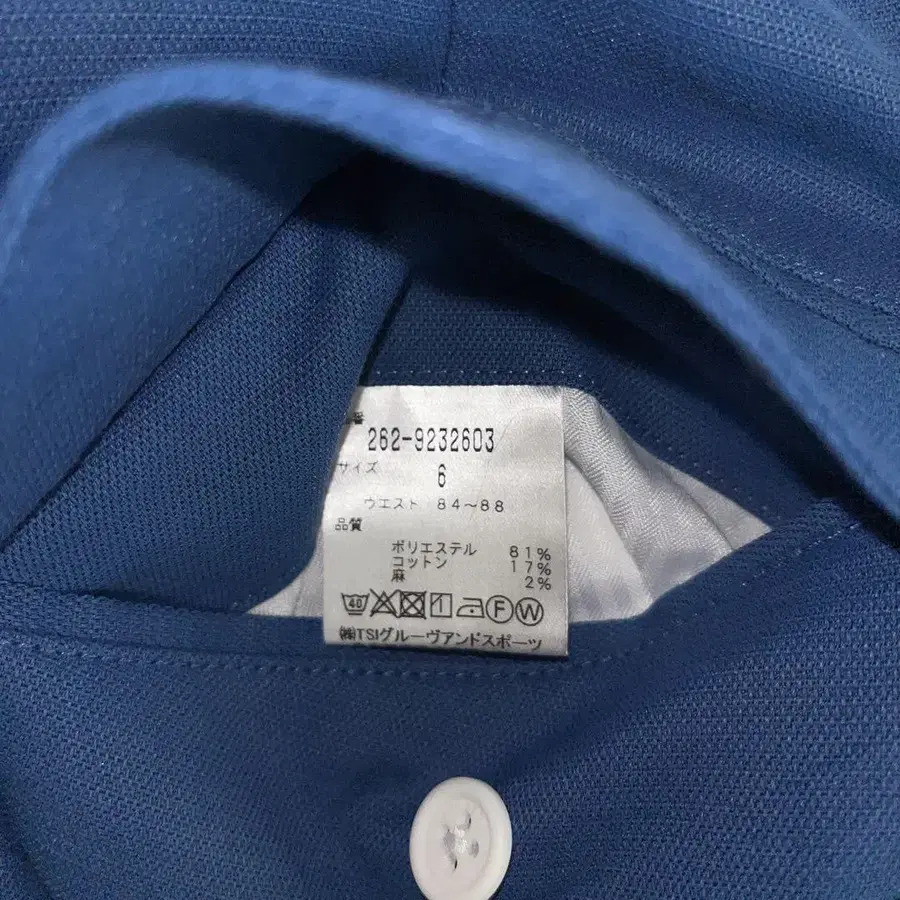 品番
262-9232603
サイズ 6
ウエスト 84～88
品質
ポリエステル 81%
コットン 17%
麻 2%
40 F W
㈱TSIグルーヴアンドスポーツ